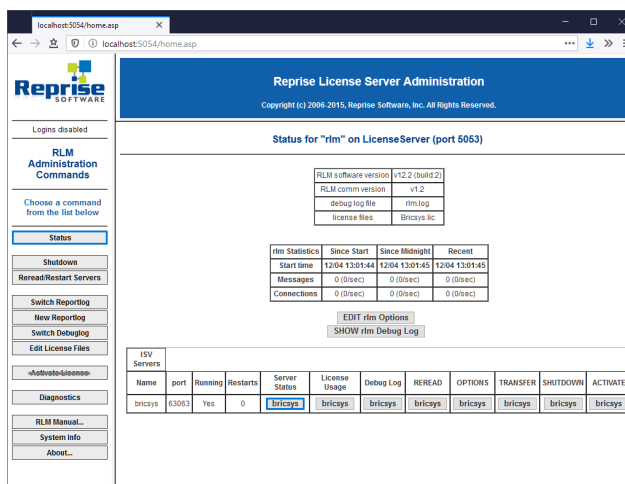 localhost:5054/home.asp
localhost:5054/home.asp
Reprise
SOFTWARE
Reprise License Server Administration
Copyright (c) 2006-2015, Reprise Software, Inc. All Rights Reserved.
Logins disabled
RLM
Administration
Commands
Choose a command
from the list below
Status
Shutdown
Reread/Restart Servers
Switch Reportlog
New Reportlog
Switch Debuglog
Edit License Files
Activate License
Diagnostics
RLM Manual...
System Info
About...
Status for "rlm" on LicenseServer (port 5053)
RLM software version v12.2 (build:2)
RLM comm version v1.2
debug log file rlm.log
license files Bricsys.lic
rlm Statistics Since Start Since Midnight Recent
Start time 12/04 13:01:44 12/04 13:01:45 12/04 13:01:45
Messages 0 (0/sec) 0 (0/sec) 0 (0/sec)
Connections 0 (0/sec) 0 (0/sec) 0 (0/sec)
EDIT rlm Options
SHOW rlm Debug Log
ISV
Servers
Name port Running Restarts Server Status License Usage Debug Log REREAD OPTIONS TRANSFER SHUTDOWN ACTIVATE
bricsys 63063 Yes 0 bricsys bricsys bricsys bricsys bricsys bricsys bricsys bricsys